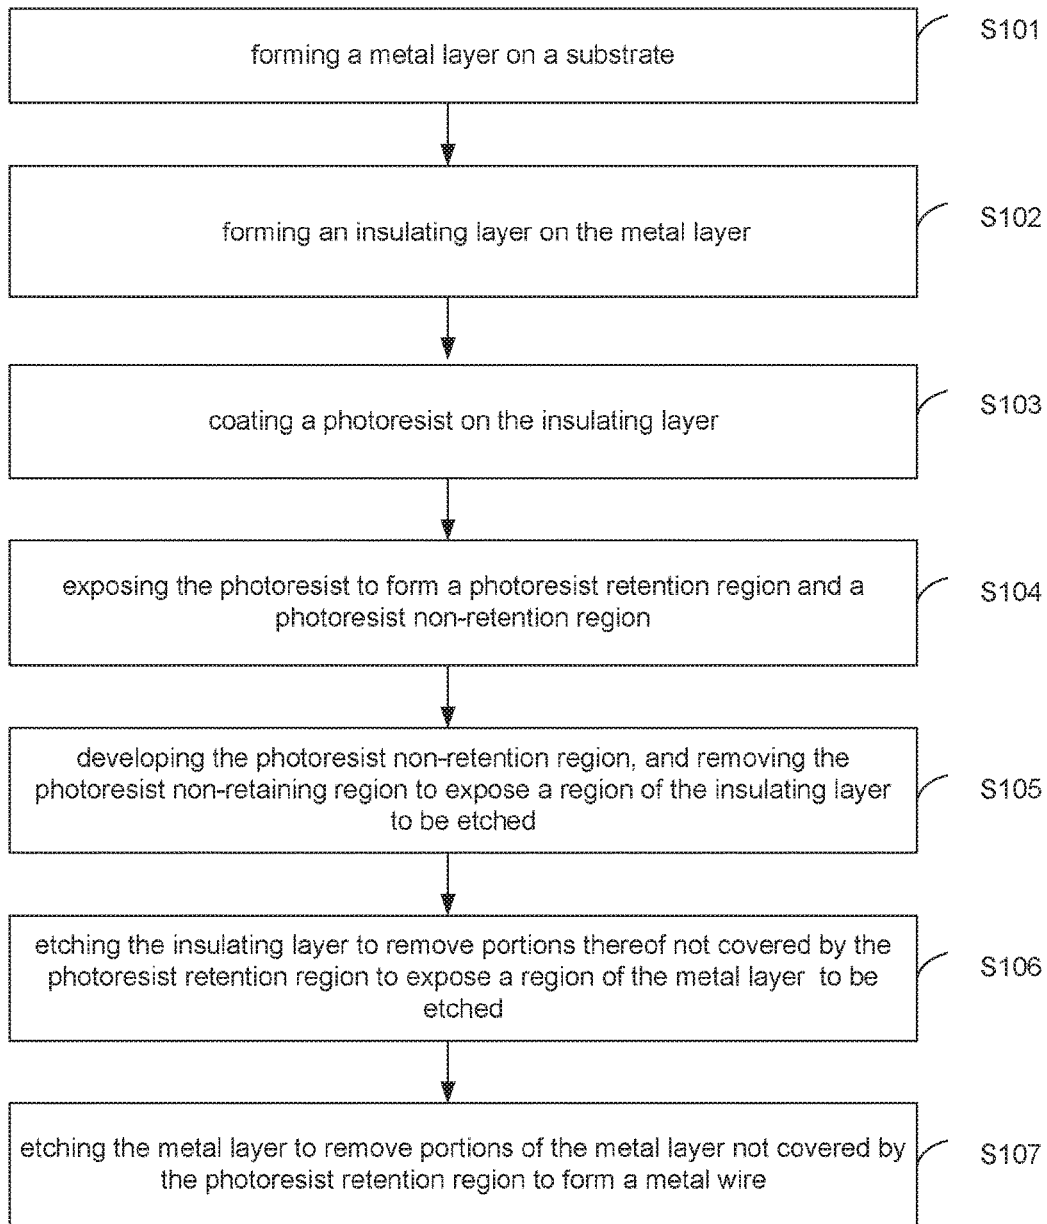 forming a metal layer on a substrate
S101
forming an insulating layer on the metal layer
S102
coating a photoresist on the insulating layer
S103
exposing the photoresist to form a photoresist retention region and a
photoresist non-retention region
S104
developing the photoresist non-retention region, and removing the
photoresist non-retaining region to expose a region of the insulating layer
to be etched
S105
etching the insulating layer to remove portions thereof not covered by the
photoresist retention region to expose a region of the metal layer to be
etched
S106
etching the metal layer to remove portions of the metal layer not covered by
the photoresist retention region to form a metal wire
S107